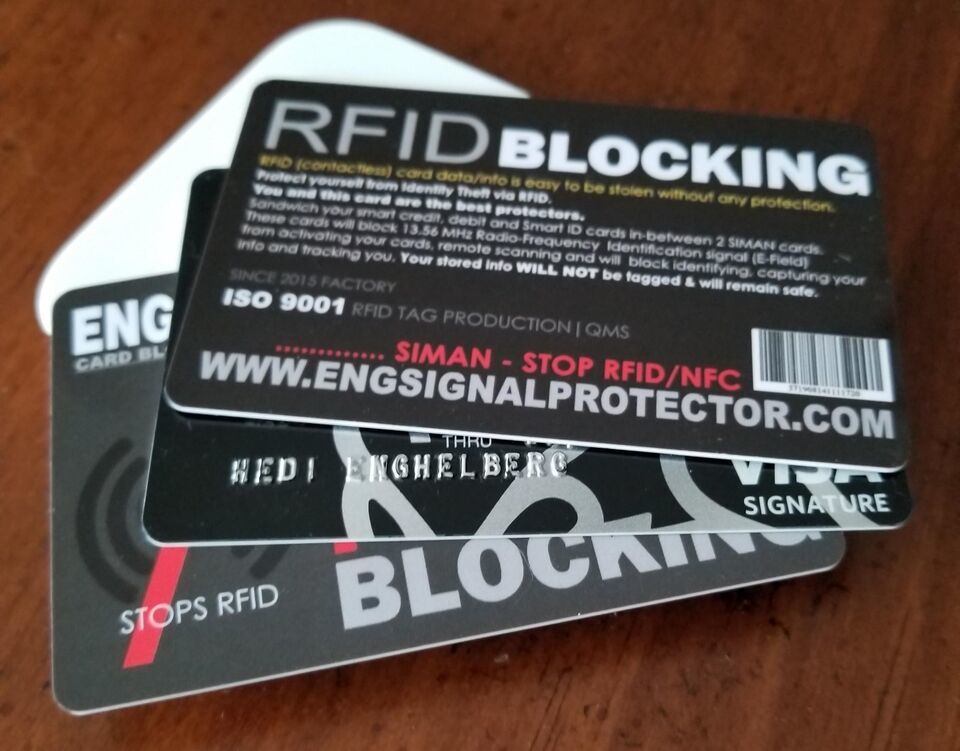 RFID BLOCKING
RFID (contactless) card data/info is easy to be stolen without any protection.
Protect yourself from Identity Theft via RFID.
You and this card are the best protectors.
Sandwich your smart credit, debit and Smart ID cards in-between 2 SIMAN cards.
These cards will block 13.56 MHz Radio-Frequency Identification signal (E-Field)
from activating your cards, remote scanning and will block identifying, capturing your
info and tracking you. Your stored info WILL NOT be tagged & will remain safe.
SINCE 2015 FACTORY
ISO 9001 RFID TAG PRODUCTION | QMS
............. SIMAN - STOP RFID/NFC
WWW.ENGSIGNALPROTECTOR.COM
ENG
CARD BL
THRU
HEDI ENGHELBERG
VISA
SIGNATURE
BLOCKING
STOPS RFID